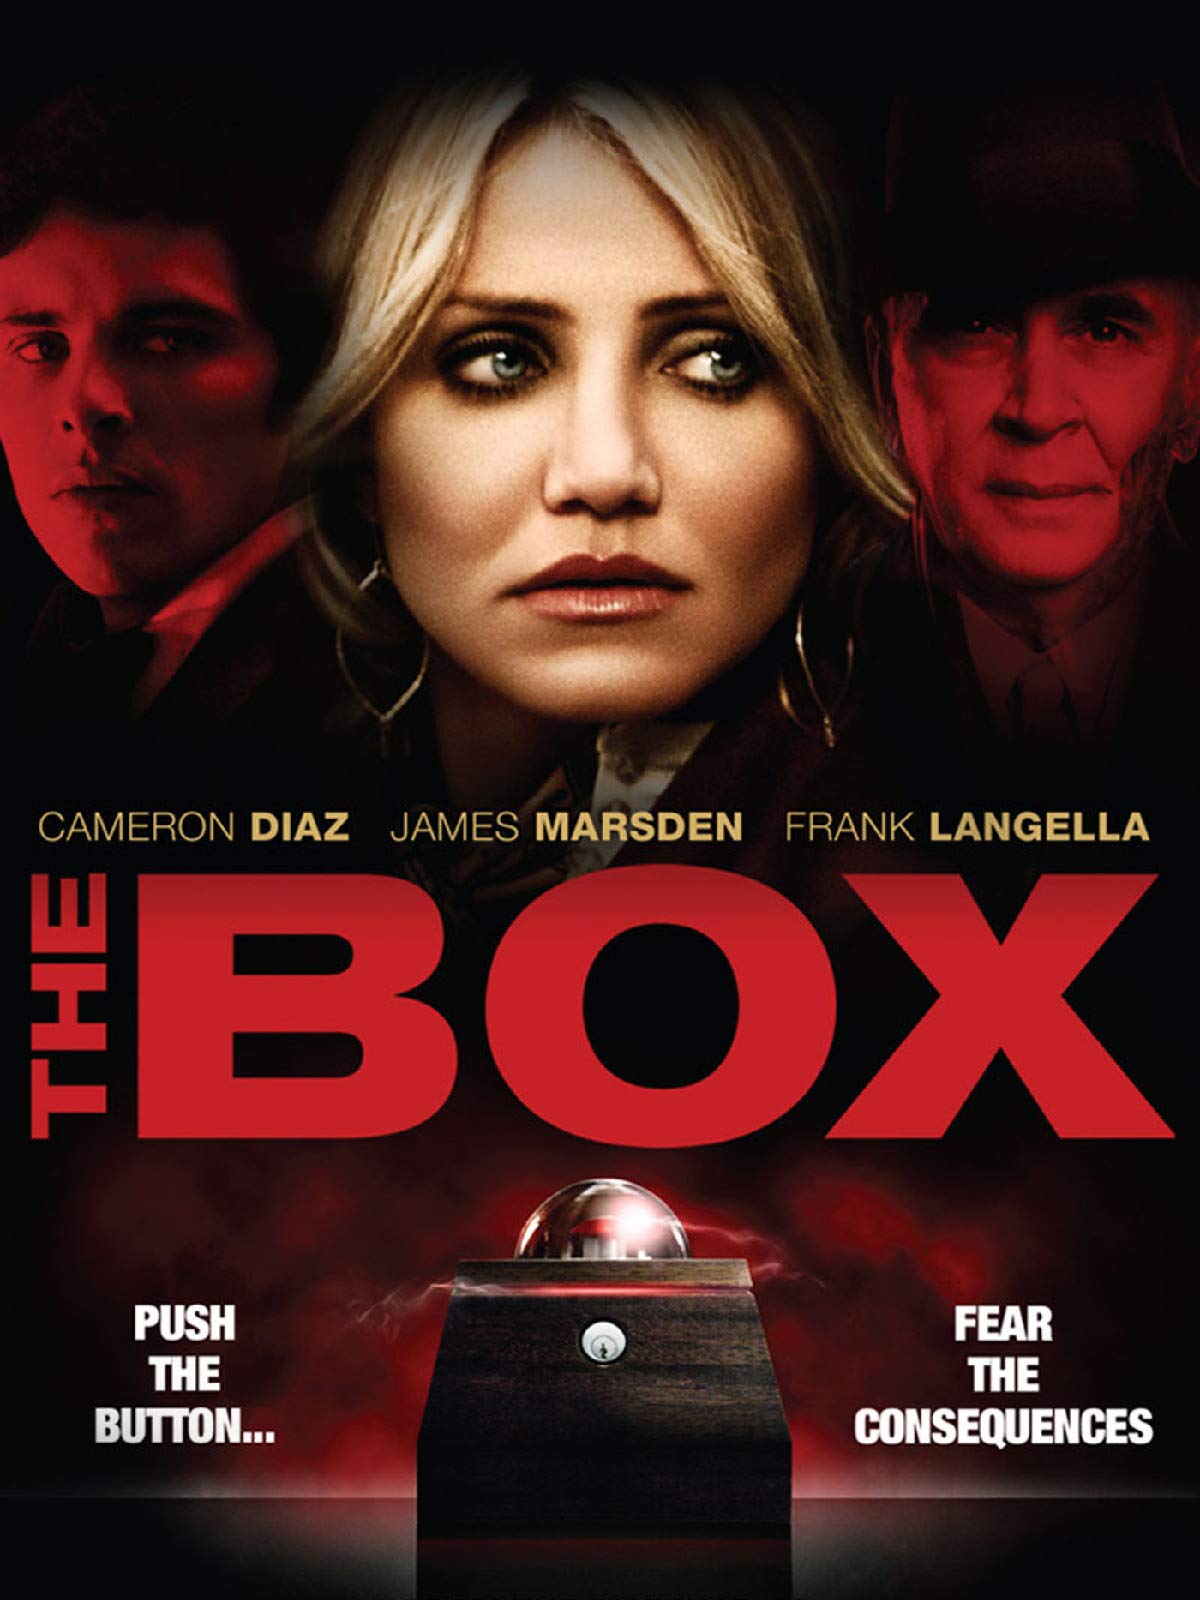 CAMERON DIAZ JAMES MARSDEN FRANK LANGELLA
THE BOX
PUSH
THE
BUTTON...
FEAR
THE
CONSEQUENCES